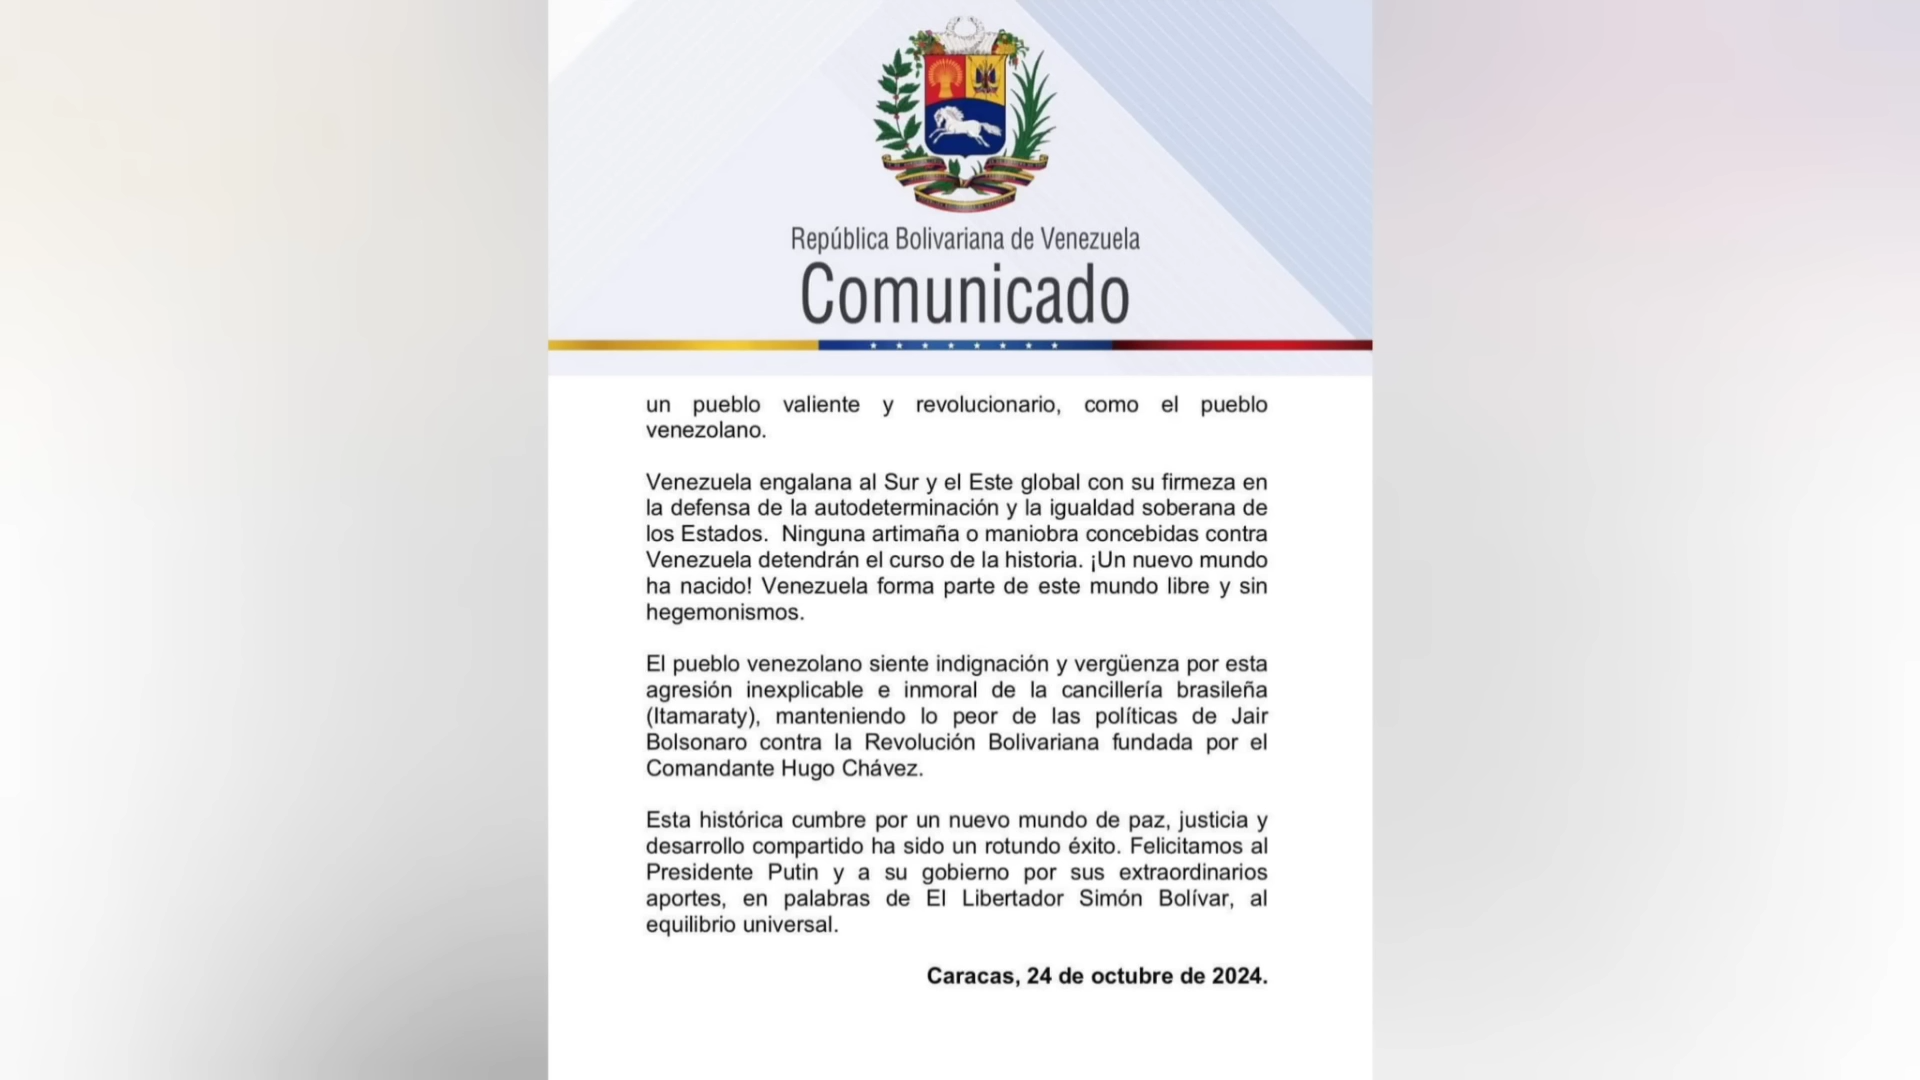 República Bolivariana de Venezuela
Comunicado
un pueblo valiente y revolucionario, como el pueblo
venezolano.
Venezuela engalana al Sur y el Este global con su firmeza en
la defensa de la autodeterminación y la igualdad soberana de
los Estados.  Ninguna artimaña o maniobra concebidas contra
Venezuela detendrán el curso de la historia. ¡Un nuevo mundo
ha nacido! Venezuela forma parte de este mundo libre y sin
hegemonismos.
El pueblo venezolano siente indignación y vergüenza por esta
agresión inexplicable e inmoral de la cancillería brasileña
(Itamaraty), manteniendo lo peor de las políticas de Jair
Bolsonaro contra la Revolución Bolivariana fundada por el
Comandante Hugo Chávez.
Esta histórica cumbre por un nuevo mundo de paz, justicia y
desarrollo compartido ha sido un rotundo éxito. Felicitamos al
Presidente Putin y a su gobierno por sus extraordinarios
aportes, en palabras de El Libertador Simón Bolívar, al
equilibrio universal.
Caracas, 24 de octubre de 2024.